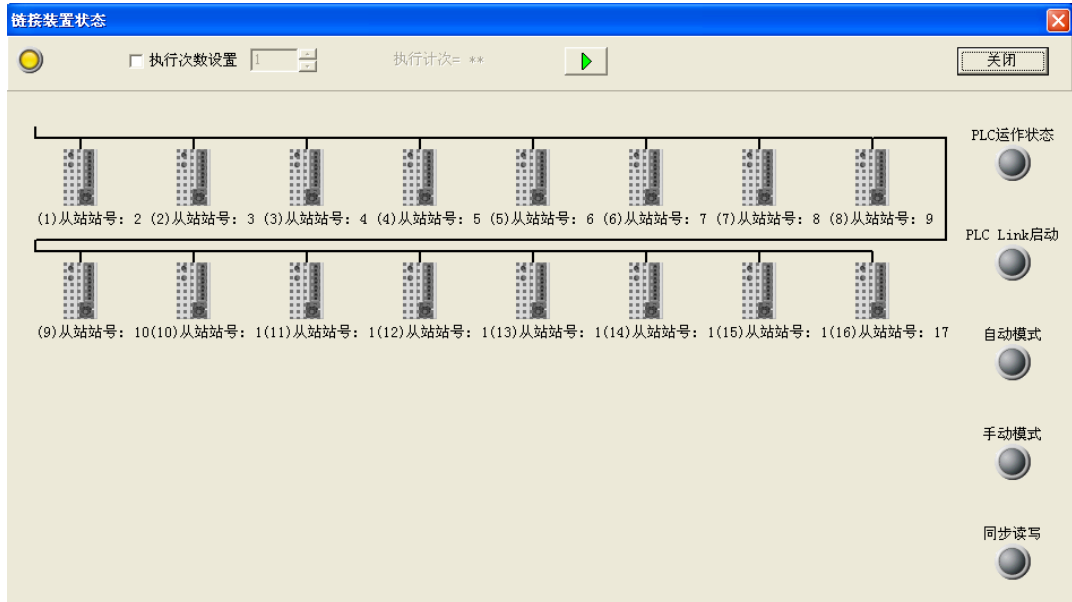 链接装置状态
执行次数设置 1 执行计次= ** 关闭
PLC运作状态
(1)从站站号: 2 (2)从站站号: 3 (3)从站站号: 4 (4)从站站号: 5 (5)从站站号: 6 (6)从站站号: 7 (7)从站站号: 8 (8)从站站号: 9
PLC Link启动
(9)从站站号: 10(10)从站站号: 1(11)从站站号: 1(12)从站站号: 1(13)从站站号: 1(14)从站站号: 1(15)从站站号: 1(16)从站站号: 17
自动模式
手动模式
同步读写